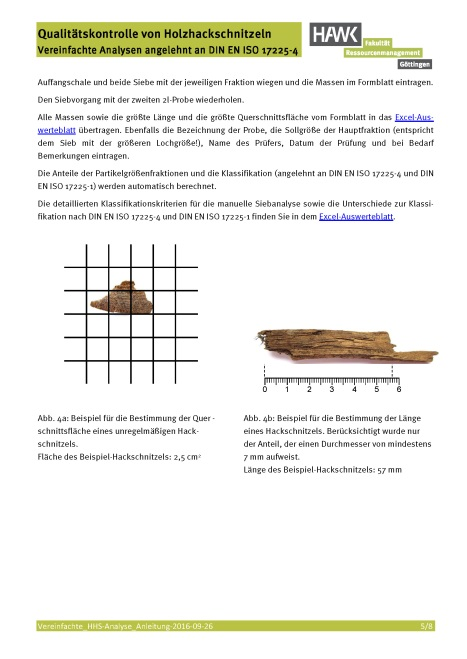 Qualitätskontrolle von Holzhackschnitzeln
Vereinfachte Analysen angelehnt an DIN EN ISO 17225-4
HAWK
Fakultät
Ressourcenmanagement
Göttingen
Auffangschale und beide Siebe mit der jeweiligen Fraktion wiegen und die Massen im Formblatt eintragen.
Den Siebvorgang mit der zweiten 2l-Probe wiederholen.
Alle Massen sowie die größte Länge und die größte Querschnittsfläche vom Formblatt in das Excel-Aus-
werteblatt übertragen. Ebenfalls die Bezeichnung der Probe, die Sollgröße der Hauptfraktion (entspricht
dem Sieb mit der größeren Lochgröße!), Name des Prüfers, Datum der Prüfung und bei Bedarf
Bemerkungen eintragen.
Die Anteile der Partikelgrößenfraktionen und die Klassifikation (angelehnt an DIN EN ISO 17225-4 und DIN
EN ISO 17225-1) werden automatisch berechnet.
Die detaillierten Klassifikationskriterien für die manuelle Siebanalyse sowie die Unterschiede zur Klassi-
fikation nach DIN EN ISO 17225-4 und DIN EN ISO 17225-1 finden Sie in dem Excel-Auswerteblatt.
0 1 2 3 4 5 6
Abb. 4a: Beispiel für die Bestimmung der Quer-
schnittsfläche eines unregelmäßigen Hack-
schnitzels.
Fläche des Beispiel-Hackschnitzels: 2,5 cm²
Abb. 4b: Beispiel für die Bestimmung der Länge
eines Hackschnitzels. Berücksichtigt wurde nur
der Anteil, der einen Durchmesser von mindestens
7 mm aufweist.
Länge des Beispiel-Hackschnitzels: 57 mm
Vereinfachte_HHS-Analyse_Anleitung-2016-09-26
5/8